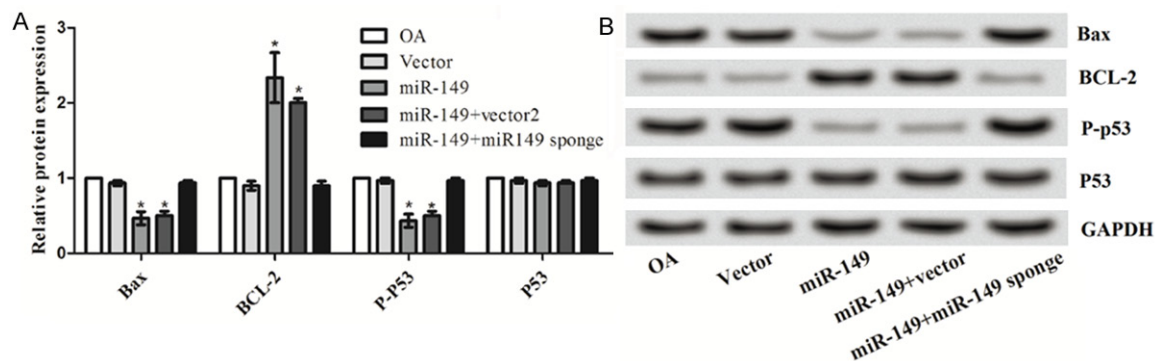 A
Relative protein expression
3
2
1
0
OA
Vector
miR-149
miR-149+vector2
miR-149+miR149 sponge
*
*
*
*
*
*
Bax
BCL-2
P-P53
P53
B
Bax
BCL-2
P-p53
P53
GAPDH
OA
Vector
miR-149
miR-149+vector
miR-149+miR-149 sponge